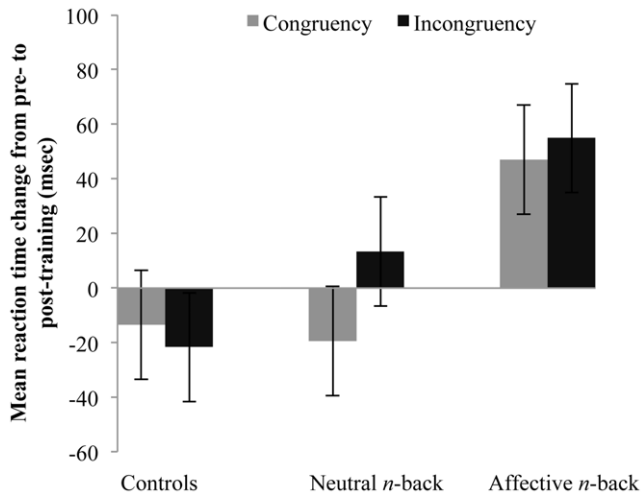 Congruency Incongruency
Mean reaction time change from pre- to
post-training (msec)
100
80
60
40
20
0
-20
-40
-60
Controls Neutral n-back Affective n-back